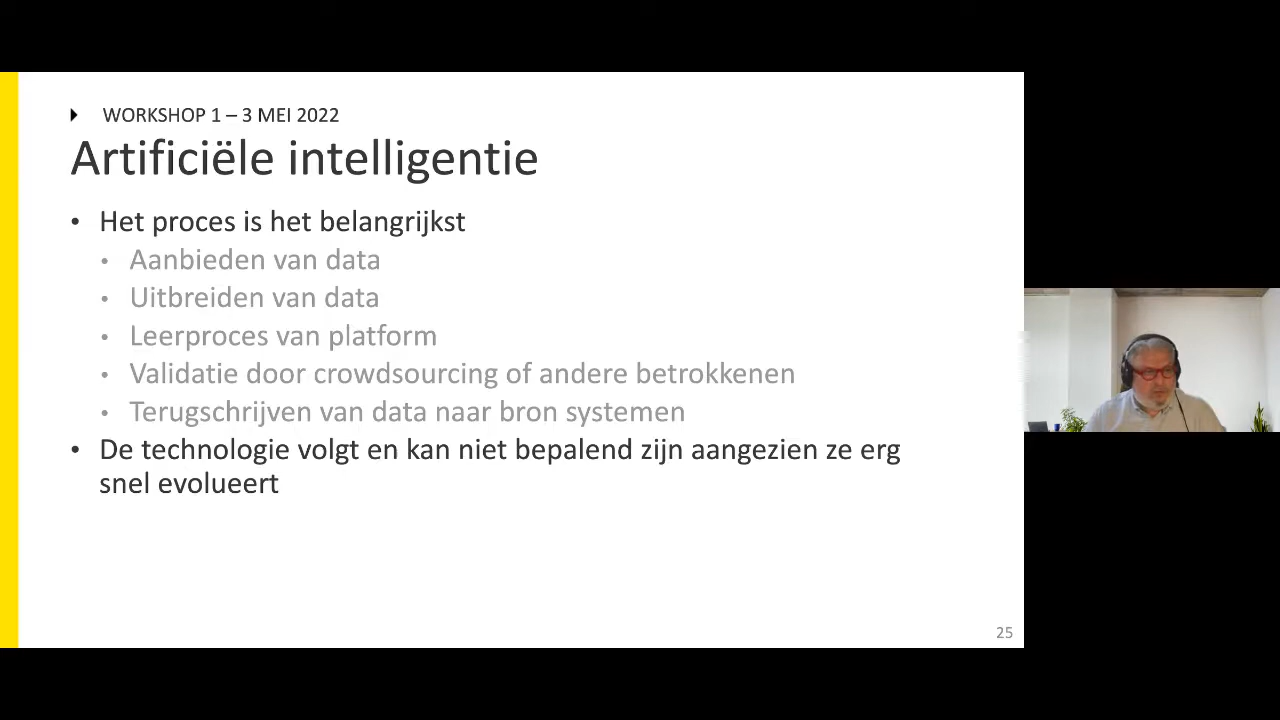 WORKSHOP 1 – 3 MEI 2022
Artificiële intelligentie
• Het proces is het belangrijkst
• Aanbieden van data
• Uitbreiden van data
• Leerproces van platform
• Validatie door crowdsourcing of andere betrokkenen
• Terugschrijven van data naar bron systemen
• De technologie volgt en kan niet bepalend zijn aangezien ze erg
snel evolueert
25